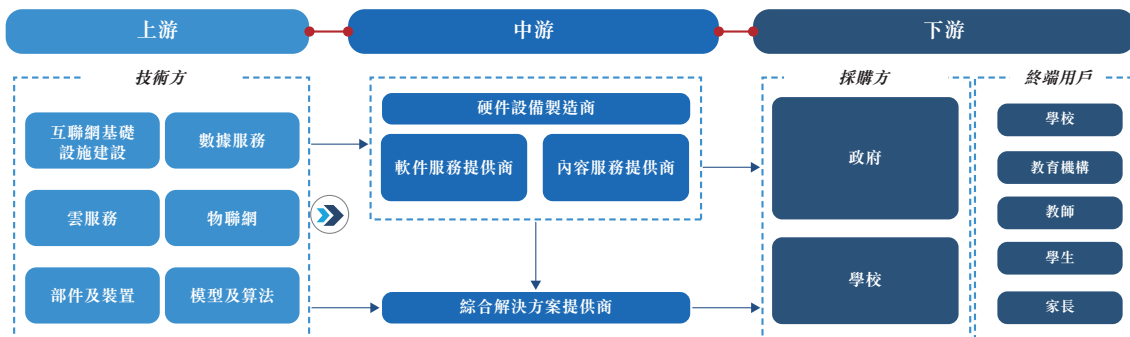 上游
中游
下游
技術方
採購方
終端用戶
互聯網基礎
設施建設
數據服務
雲服務
物聯網
部件及裝置
模型及算法
硬件設備製造商
軟件服務提供商
內容服務提供商
綜合解決方案提供商
政府
學校
學校
教育機構
教師
學生
家長